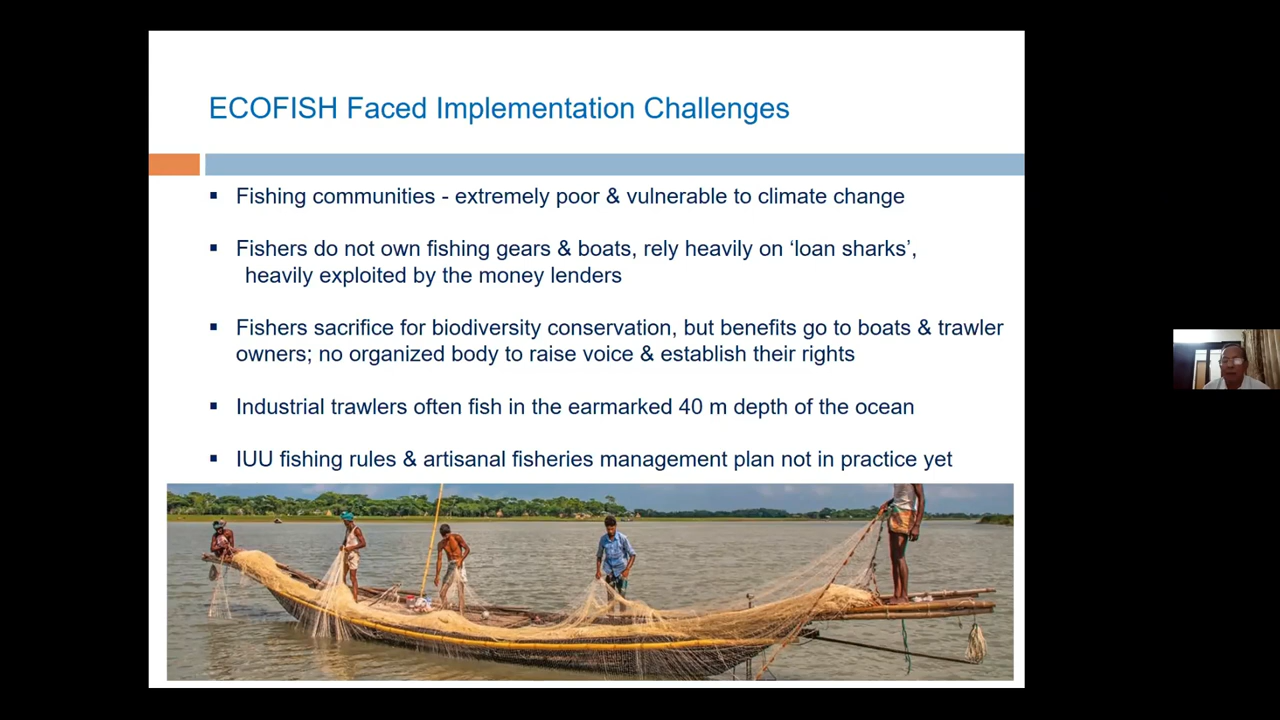 ECOFISH Faced Implementation Challenges
▪ Fishing communities - extremely poor & vulnerable to climate change
▪ Fishers do not own fishing gears & boats, rely heavily on ‘loan sharks’,
heavily exploited by the money lenders
▪ Fishers sacrifice for biodiversity conservation, but benefits go to boats & trawler
owners; no organized body to raise voice & establish their rights
▪ Industrial trawlers often fish in the earmarked 40 m depth of the ocean
▪ IUU fishing rules & artisanal fisheries management plan not in practice yet